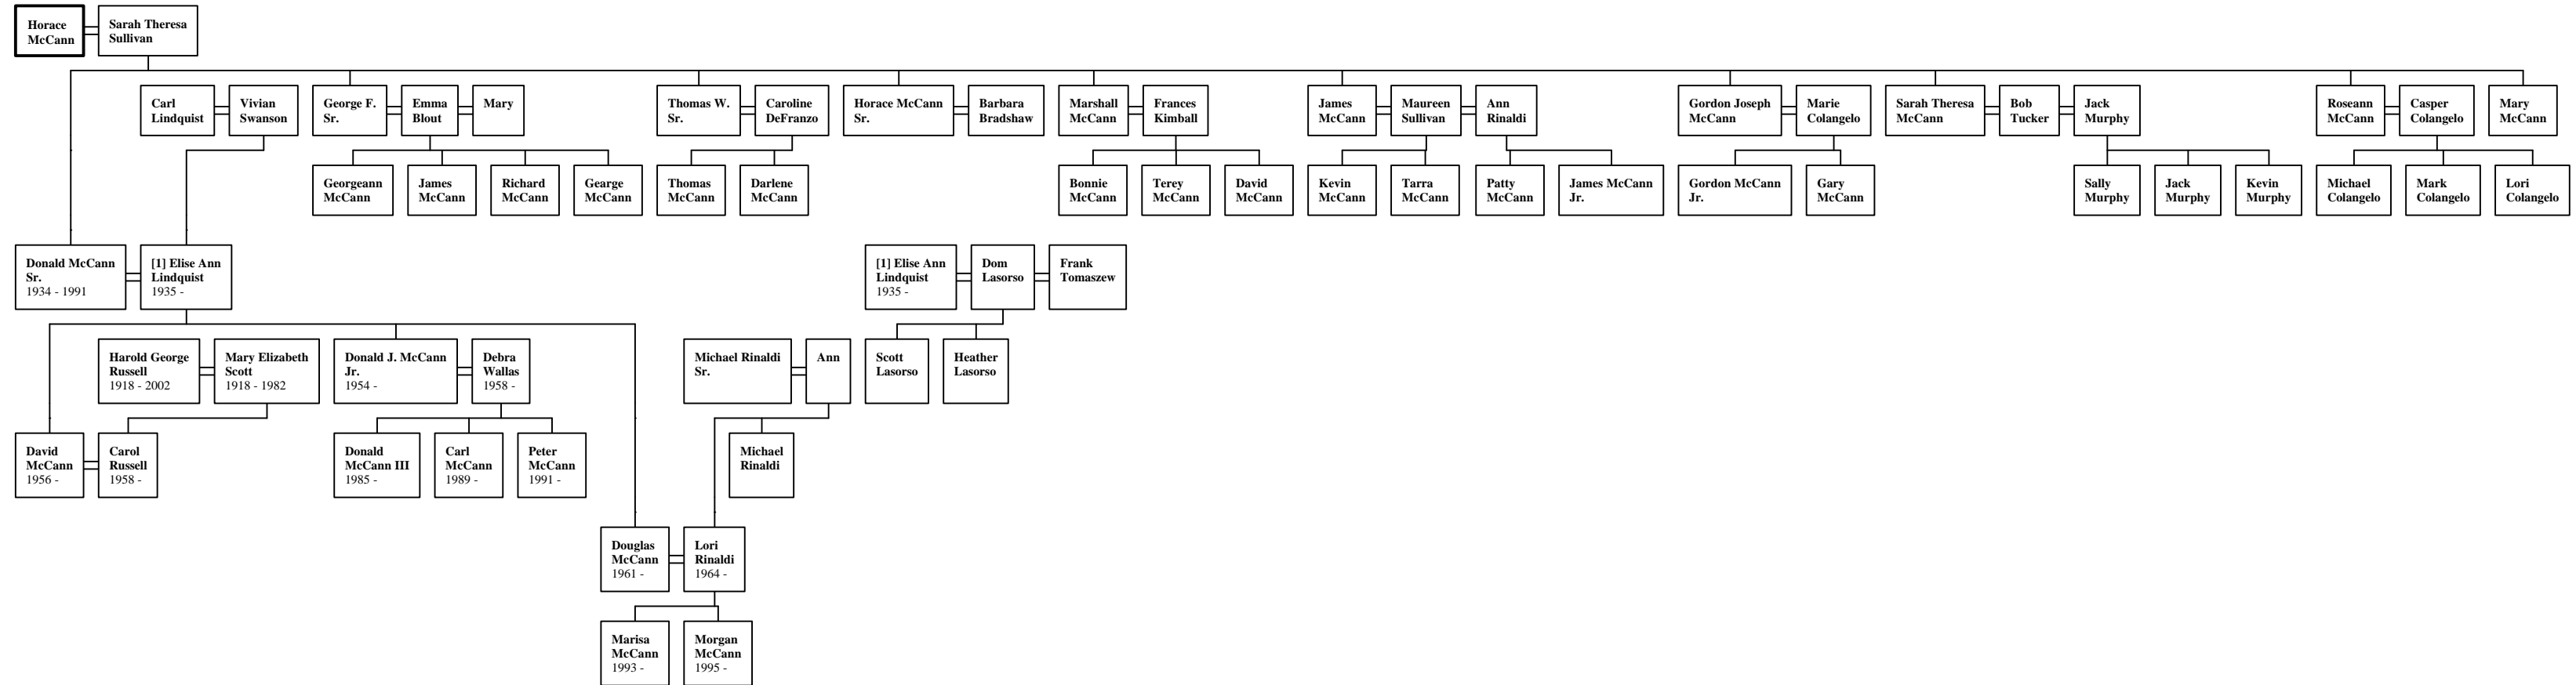 Horace
McCann
Sarah Theresa
Sullivan
Carl
Lindquist
Vivian
Swanson
George F.
Sr.
Emma
Blout
Mary
Thomas W.
Sr.
Caroline
DeFranzo
Horace McCann
Sr.
Barbara
Bradshaw
Marshall
McCann
Frances
Kimball
James
McCann
Maureen
Sullivan
Ann
Rinaldi
Gordon Joseph
McCann
Marie
Colangelo
Sarah Theresa
McCann
Bob
Tucker
Jack
Murphy
Roseann
McCann
Casper
Colangelo
Mary
McCann
Georgeann
McCann
James
McCann
Richard
McCann
Gearge
McCann
Thomas
McCann
Darlene
McCann
Bonnie
McCann
Terey
McCann
David
McCann
Kevin
McCann
Tarra
McCann
Patty
McCann
James McCann
Jr.
Gordon McCann
Jr.
Gary
McCann
Sally
Murphy
Jack
Murphy
Kevin
Murphy
Michael
Colangelo
Mark
Colangelo
Lori
Colangelo
Donald McCann
Sr.
1934 - 1991
[1] Elise Ann
Lindquist
1935 -
[1] Elise Ann
Lindquist
1935 -
Dom
Lasorso
Frank
Tomaszew
Harold George
Russell
1918 - 2002
Mary Elizabeth
Scott
1918 - 1982
Donald J. McCann
Jr.
1954 -
Debra
Wallas
1958 -
Michael Rinaldi
Sr.
Ann
Scott
Lasorso
Heather
Lasorso
David
McCann
1956 -
Carol
Russell
1958 -
Donald
McCann III
1985 -
Carl
McCann
1989 -
Peter
McCann
1991 -
Michael
Rinaldi
Douglas
McCann
1961 -
Lori
Rinaldi
1964 -
Marisa
McCann
1993 -
Morgan
McCann
1995 -